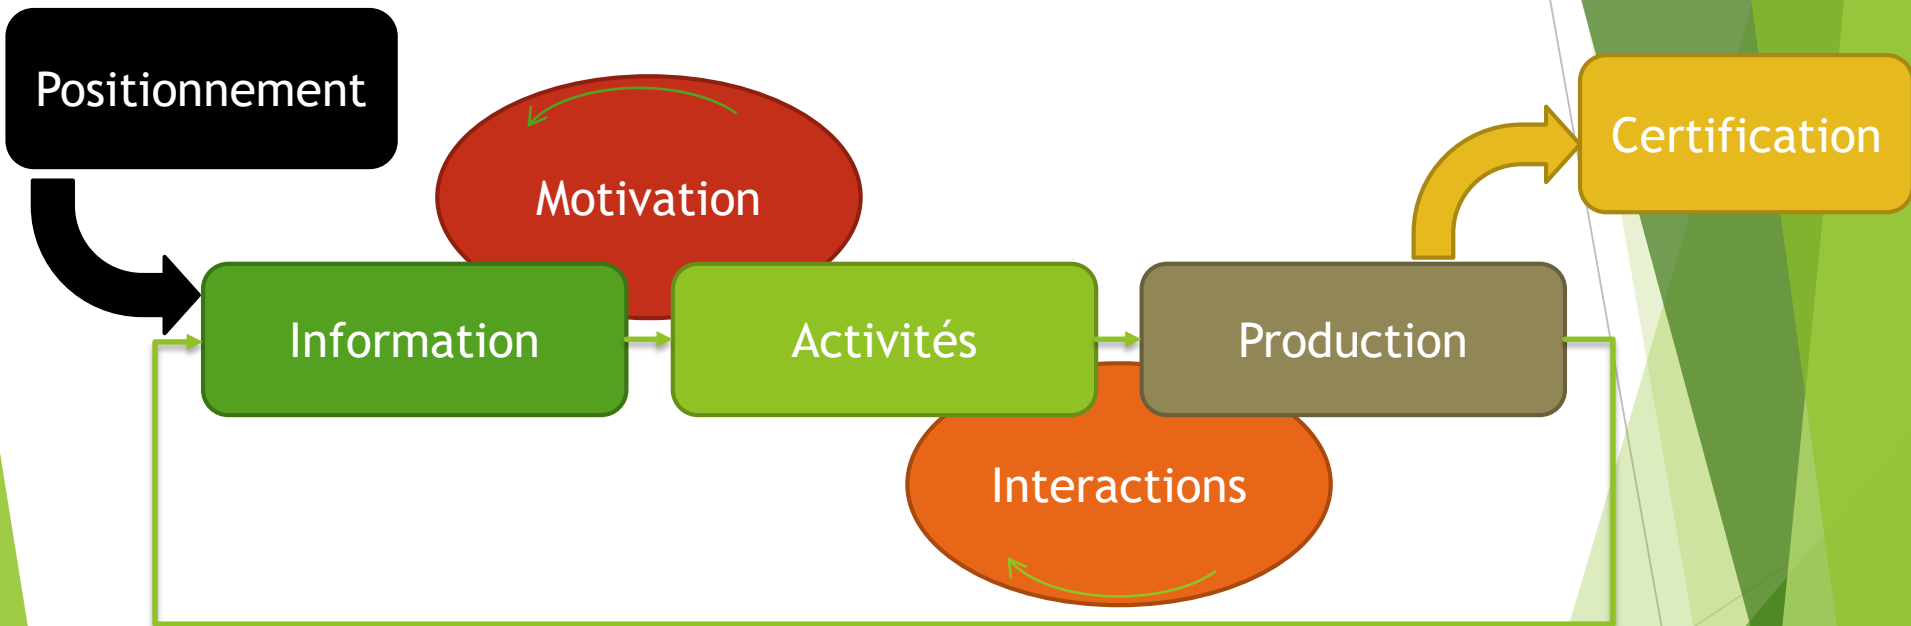 Positionnement
Certification
Motivation
Information
Activités
Production
Interactions